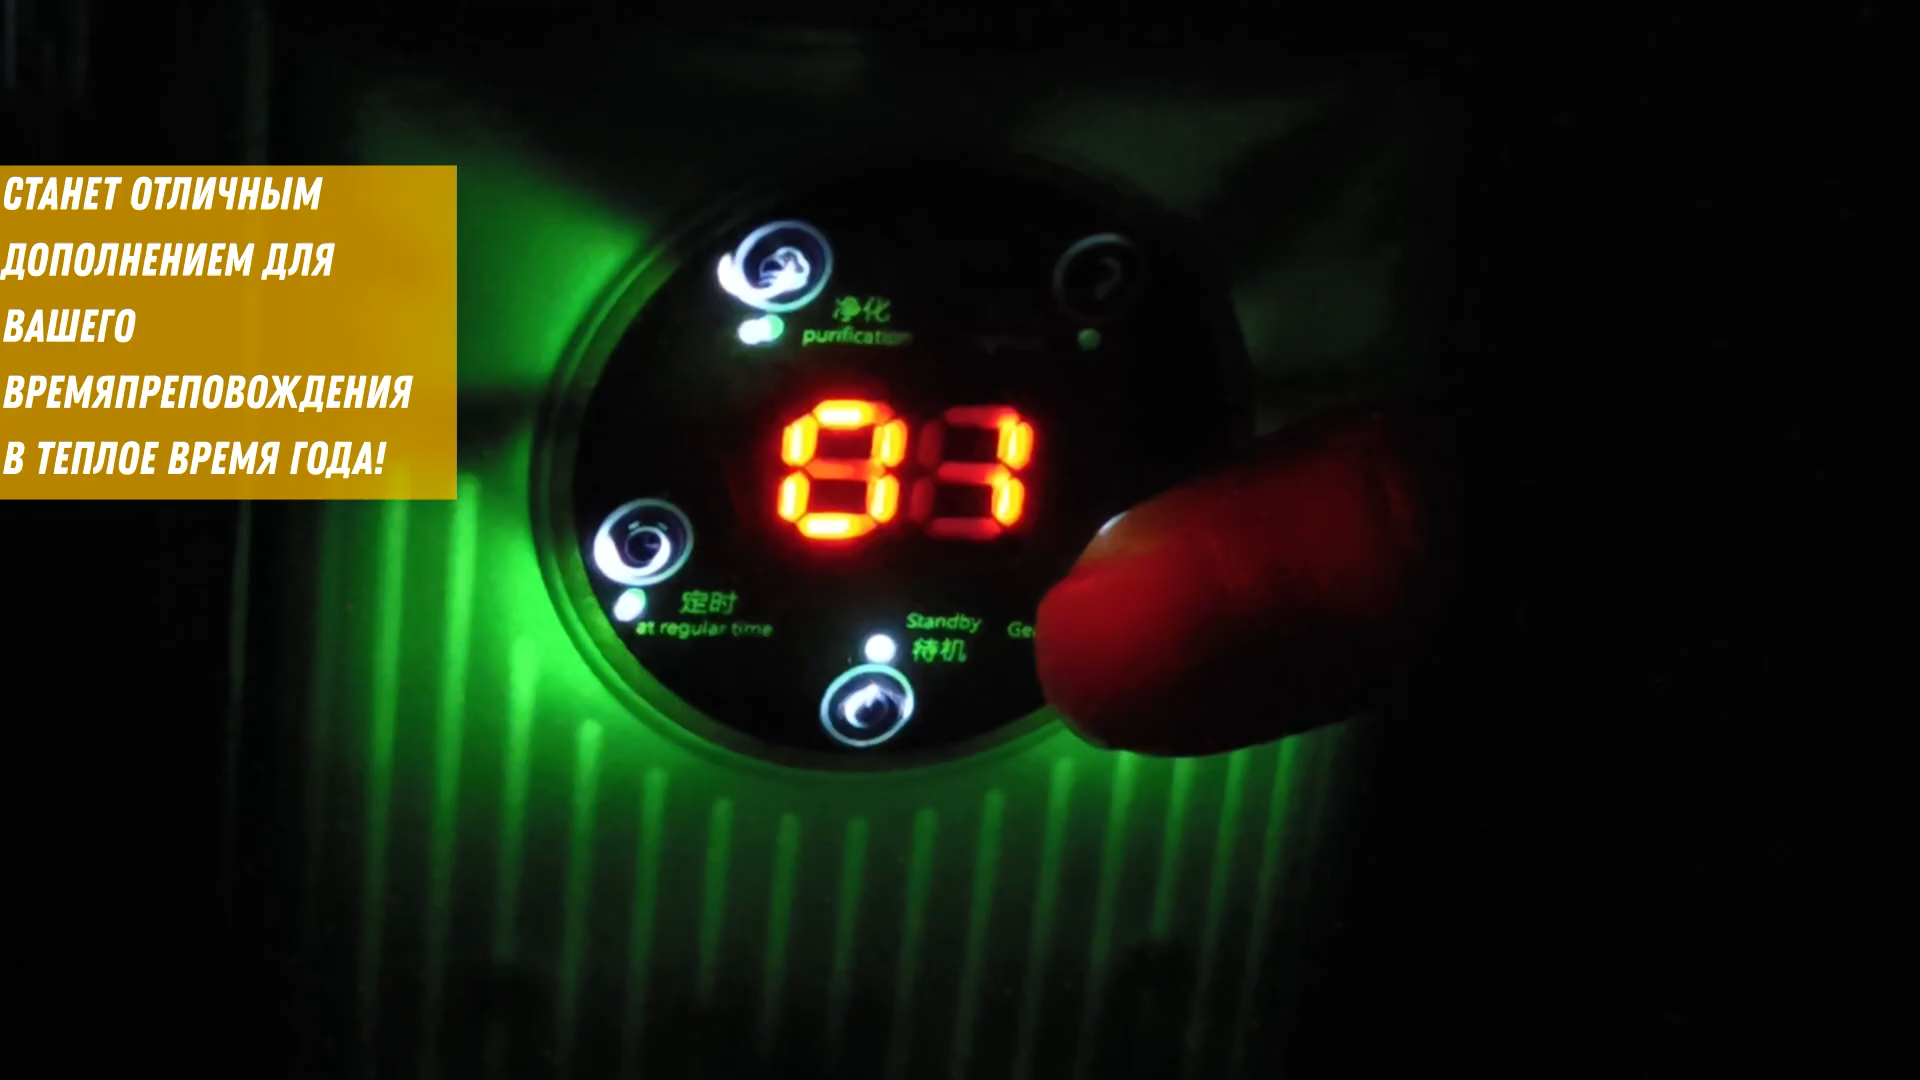 СТАНЕТ ОТЛИЧНЫМ
ДОПОЛНЕНИЕМ ДЛЯ
ВАШЕГО
ВРЕМЯПРЕПОВОЖДЕНИЯ
В ТЕПЛОЕ ВРЕМЯ ГОДА!
净化
purification
定时
at regular time
Standby
待机